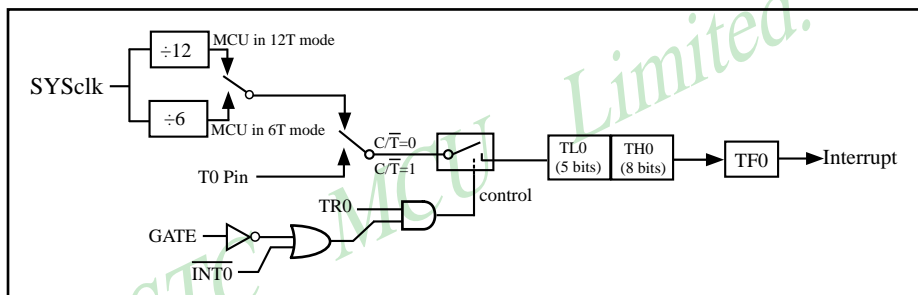 ÷12
MCU in 12T mode
SYSclk
÷6
MCU in 6T mode
C/T̅=0
C/T̅=1
T0 Pin
TL0
(5 bits)
TH0
(8 bits)
TF0
Interrupt
control
TR0
GATE
I̅N̅T̅0̅
STC MCU Limited.